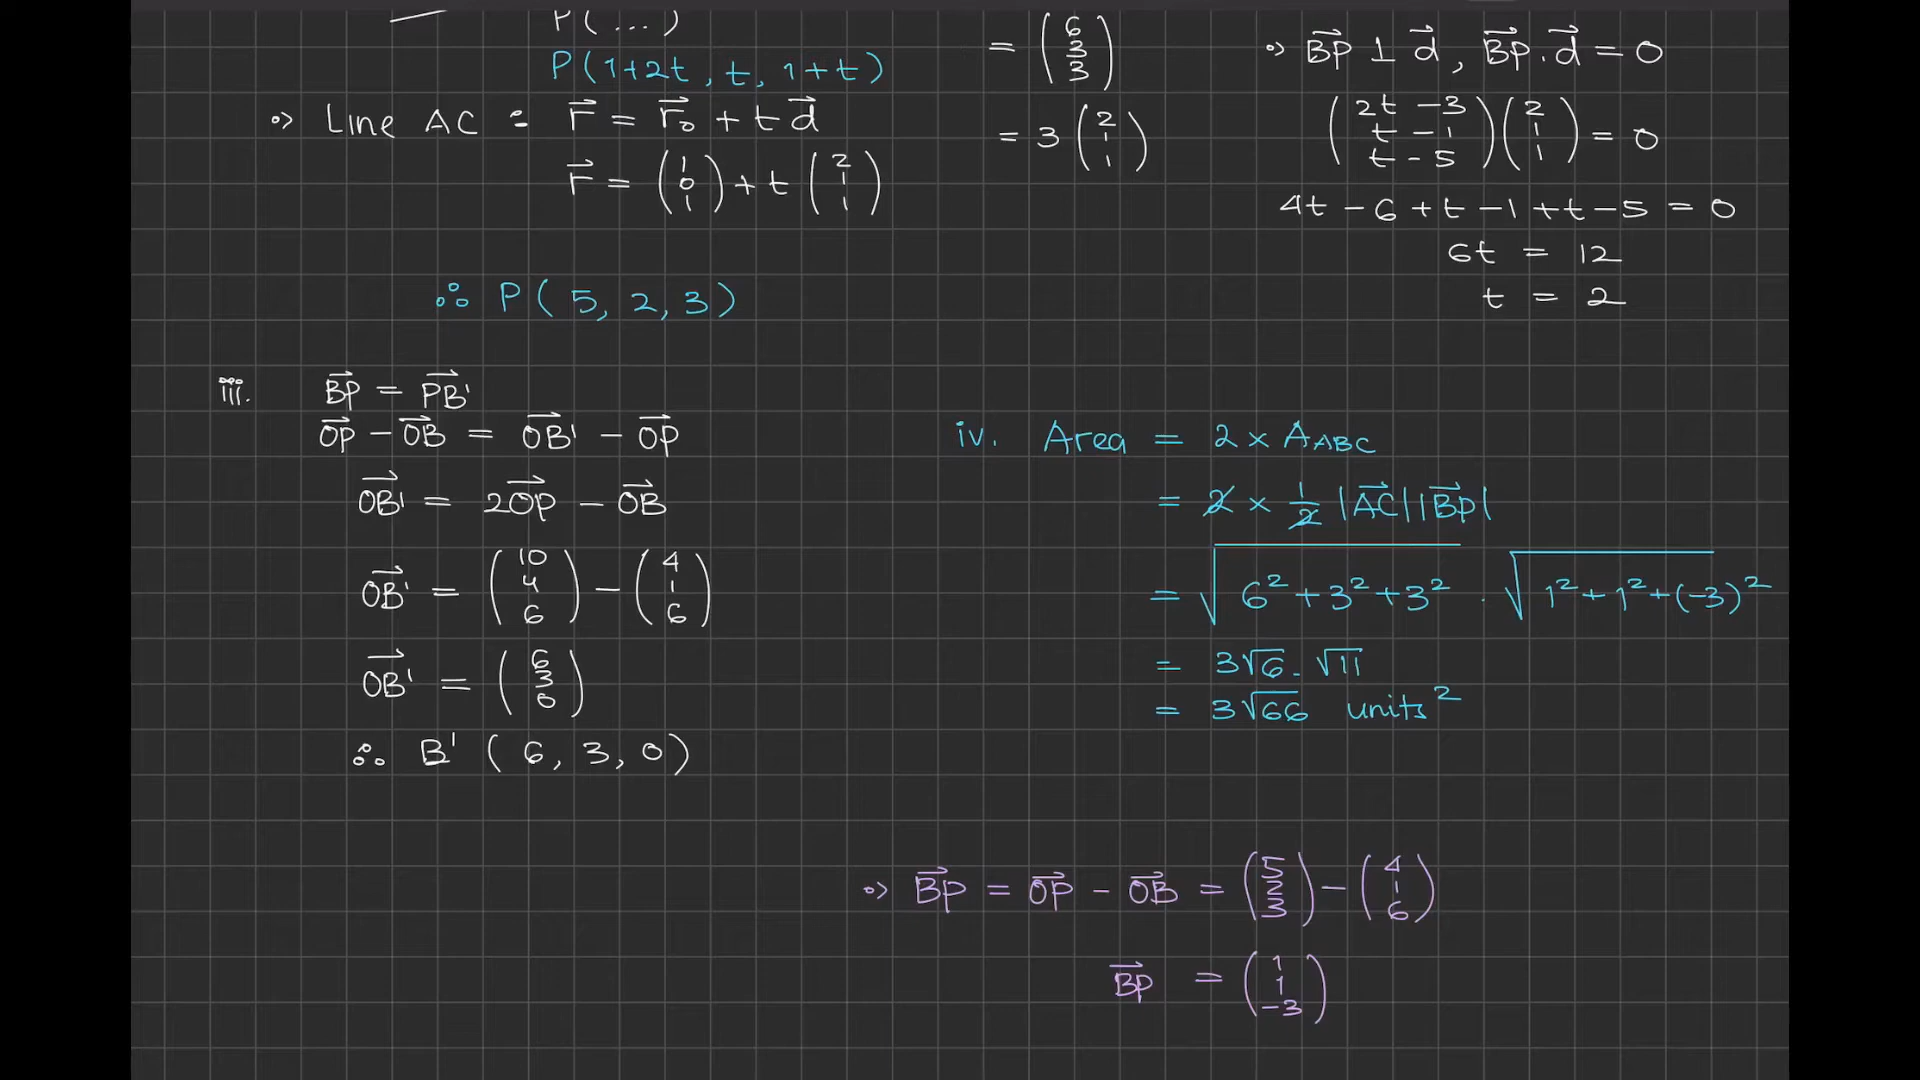 P(...)
P(1+2t, t, 1+t)
Line AC : r⃗ = r⃗₀ + t d⃗
r⃗ = (1 0 1) + t (2 1 1)
∴ P(5, 2, 3)
= (6 3 3)
= 3 (2 1 1)
BP⃗ ⊥ d⃗, BP⃗ . d⃗ = 0
(2t - 3 t - 1 t - 5)(2 1 1) = 0
4t - 6 + t - 1 + t - 5 = 0
6t = 12
t = 2
iii. BP⃗ = PB'⃗
OP⃗ - OB⃗ = OB'⃗ - OP⃗
OB'⃗ = 2OP⃗ - OB⃗
OB'⃗ = (10 4 6) - (4 1 6)
OB'⃗ = (6 3 0)
∴ B' (6, 3, 0)
iv. Area = 2 × A_ABC
= 2 × 1/2 |AC⃗||BP⃗|
= √(6² + 3² + 3²) . √(1² + 1² + (-3)²)
= 3√6 . √11
= 3√66 units²
BP⃗ = OP⃗ - OB⃗ = (5 2 3) - (4 1 6)
BP⃗ = (1 1 -3)